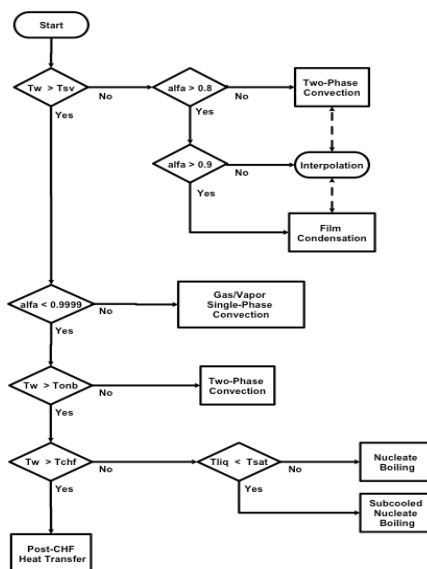 Start
Tw > Tsv
No
Yes
alfa > 0.8
No
Yes
Two-Phase
Convection
alfa > 0.9
No
Yes
Interpolation
Film
Condensation
alfa < 0.9999
No
Yes
Gas/Vapor
Single-Phase
Convection
Tw > Tonb
No
Yes
Two-Phase
Convection
Tw > Tchf
No
Yes
Tliq < Tsat
No
Yes
Nucleate
Boiling
Subcooled
Nucleate
Boiling
Post-CHF
Heat Transfer